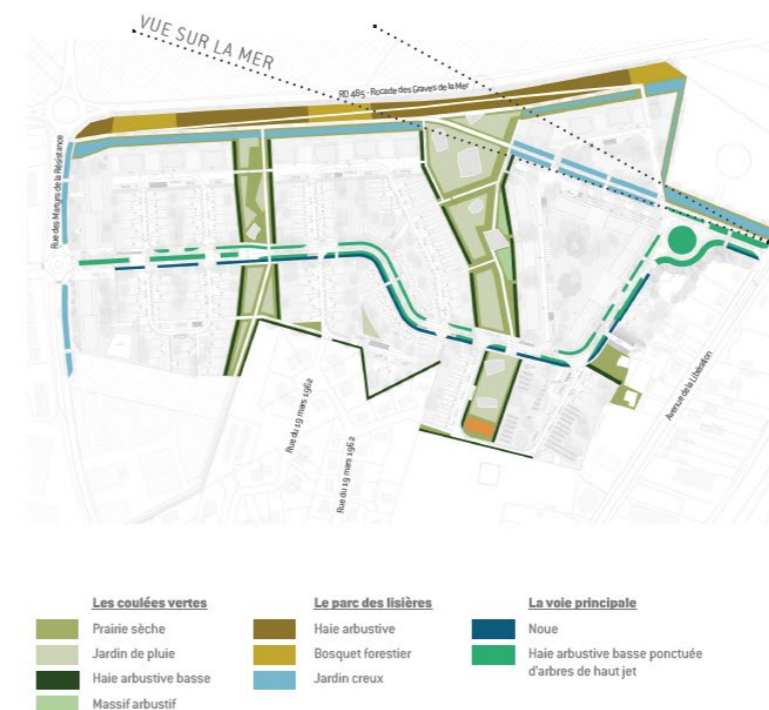 VUE SUR LA MER
RD 485 - Rocade des Graves de la Mer
Rue des Martyrs de la Résistance
Rue du 19 mars 1962
Rue du 19 mars 1962
Avenue de la Libération
Les coulées vertes
Prairie sèche
Jardin de pluie
Haie arbustive basse
Massif arbustif
Le parc des lisières
Haie arbustive
Bosquet forestier
Jardin creux
La voie principale
Noue
Haie arbustive basse ponctuée
d'arbres de haut jet